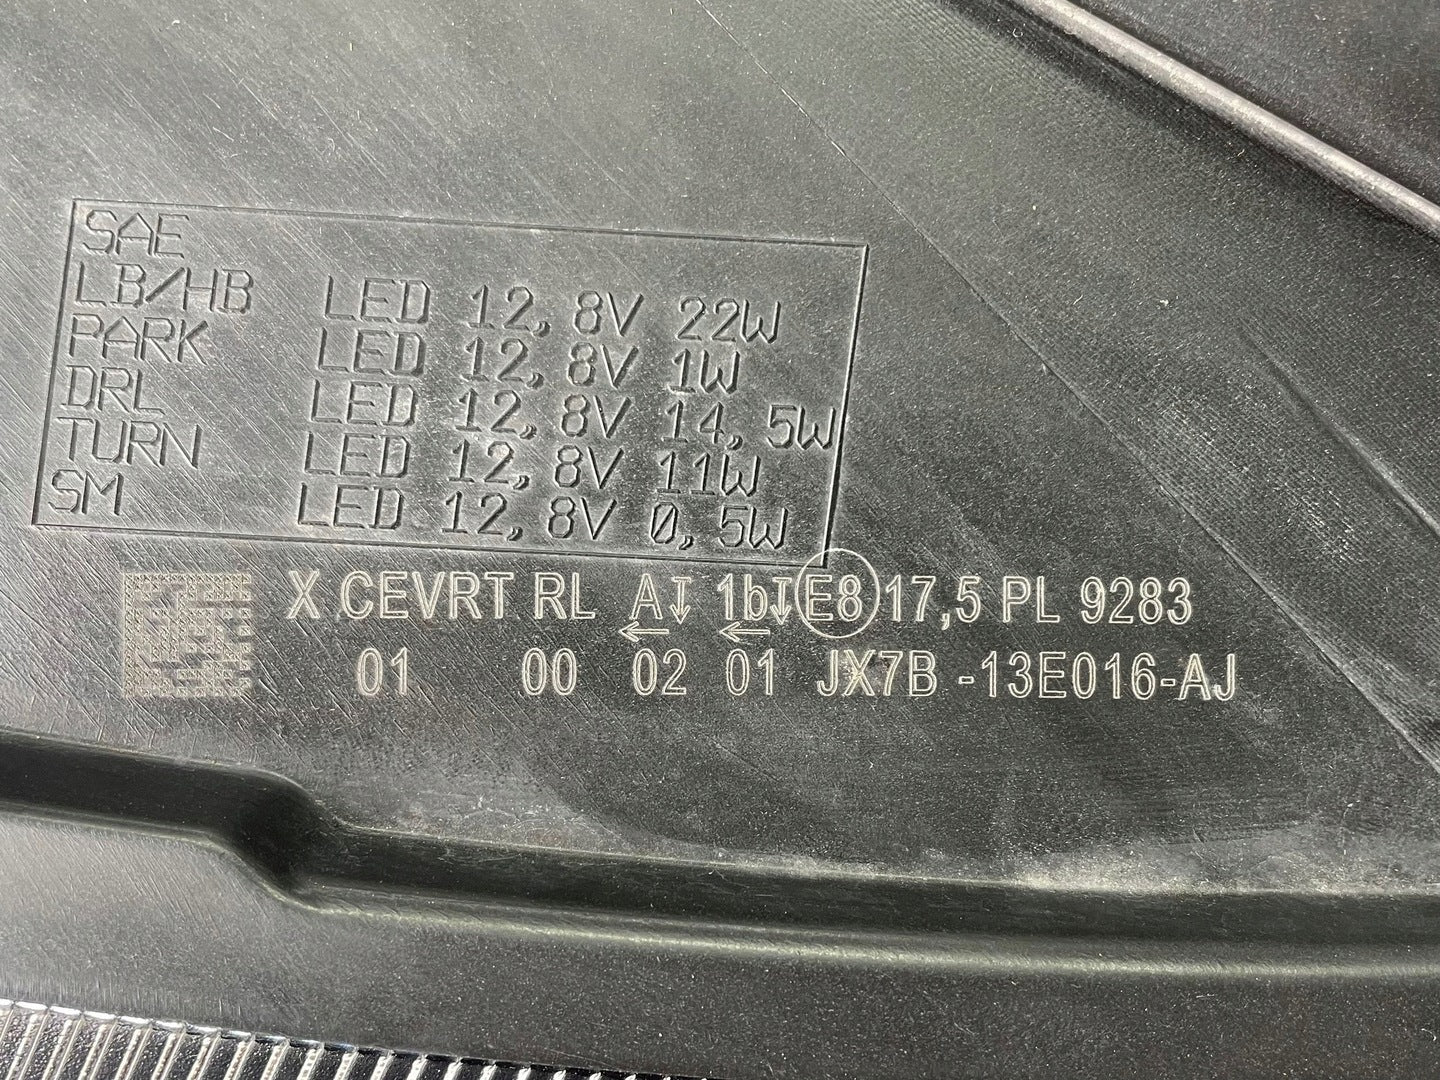 SAE
LB/HB LED 12,8V 22W
PARK LED 12,8V 1W
DRL LED 12,8V 14,5W
TURN LED 12,8V 11W
SM LED 12,8V 0,5W
X CEVRT RL A↧ 1b↧ E8 17,5 PL 9283
← ←
01 00 02 01 JX7B -13E016-AJ